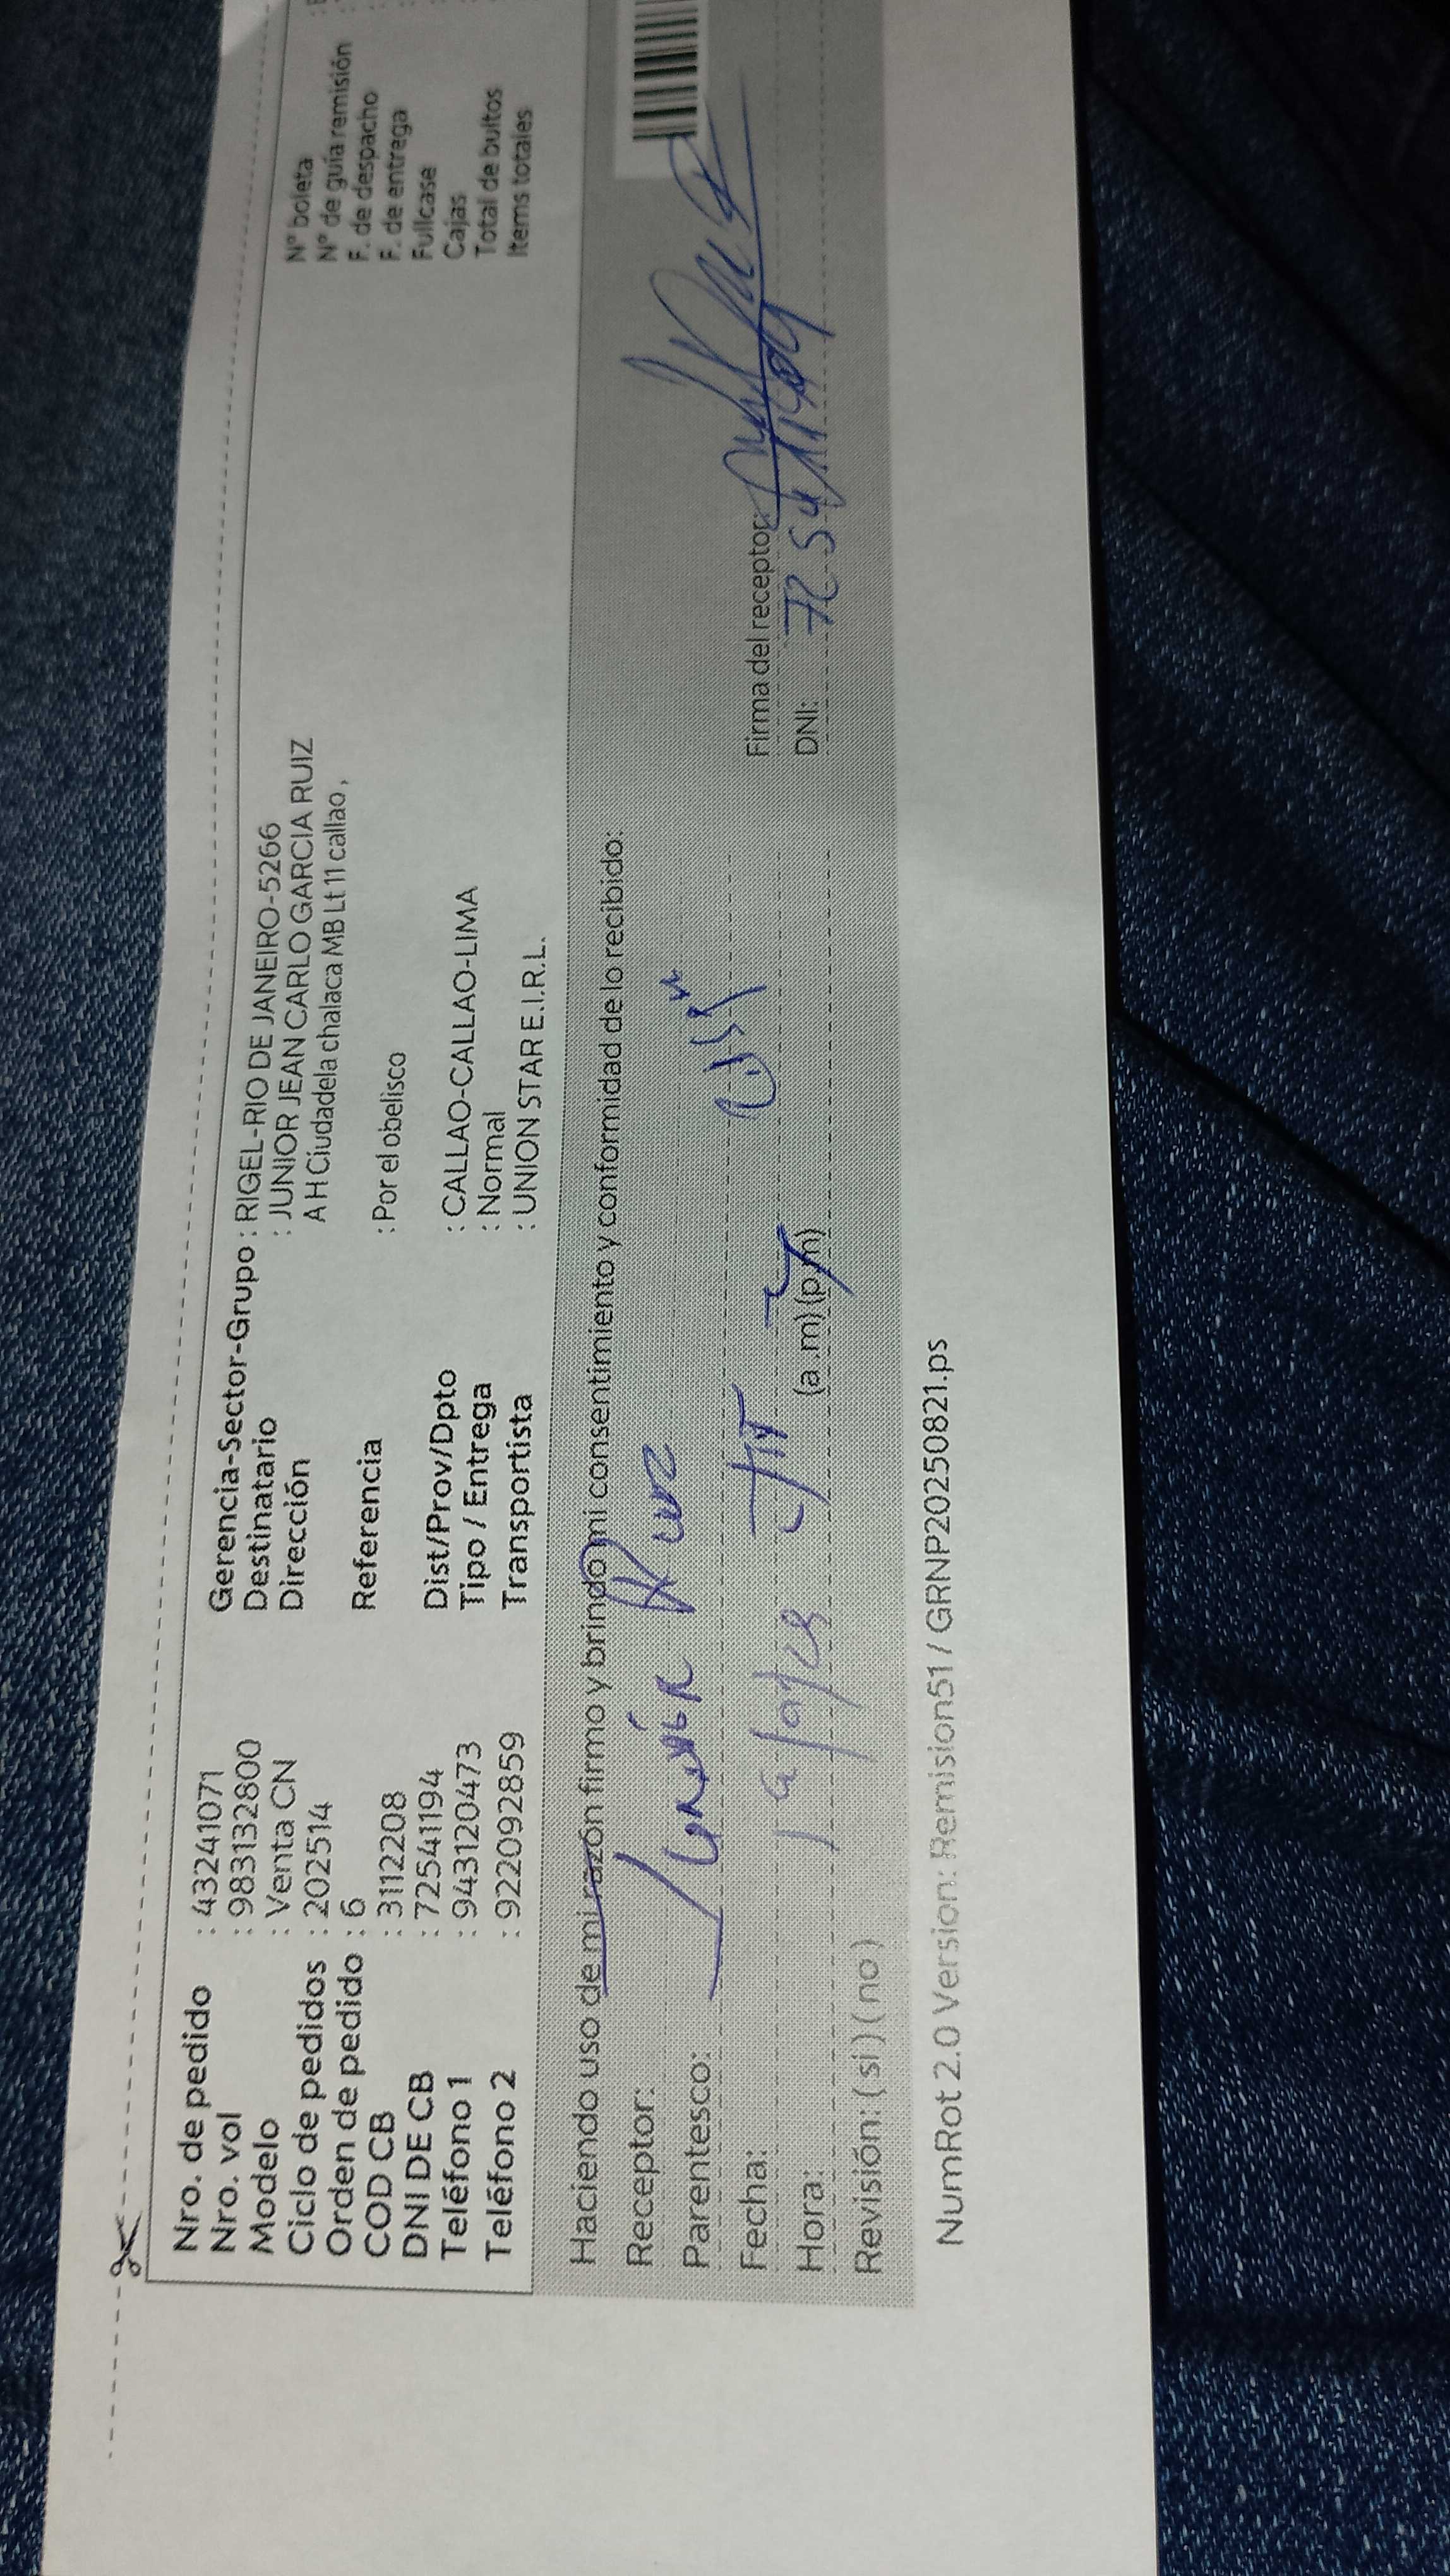 Nro. de pedido : 43241071
Nro. vol : 983132800
Modelo : Venta CN
Ciclo de pedidos : 202514
Orden de pedido : 6
COD CB : 3112208
DNI DE CB : 72541194
Teléfono 1 : 943120473
Teléfono 2 : 922092859
Gerencia-Sector-Grupo : RIGEL-RIO DE JANEIRO-5266
Destinatario : JUNIOR JEAN CARLO GARCIA RUIZ
Dirección A H Ciudadela chalaca MB Lt 11 callao ,
Referencia : Por el obelisco
Dist/Prov/Dpto : CALLAO-CALLAO-LIMA
Tipo / Entrega : Normal
Transportista : UNION STAR E.I.R.L.
N° boleta
N° de guía remisión
F. de despacho
F. de entrega
Fullcase
Cajas
Total de bultos
Items totales
Haciendo uso de mi razón firmo y brindo mi consentimiento y conformidad de lo recibido:
Receptor: Junior Ruiz
Parentesco:
Fecha:
Hora: (a .m) (p.m)
Revisión: ( si ) ( no )
Firma del receptor:
DNI:
NumRot 2.0 Version: Remision51 / GRNP20250821.ps